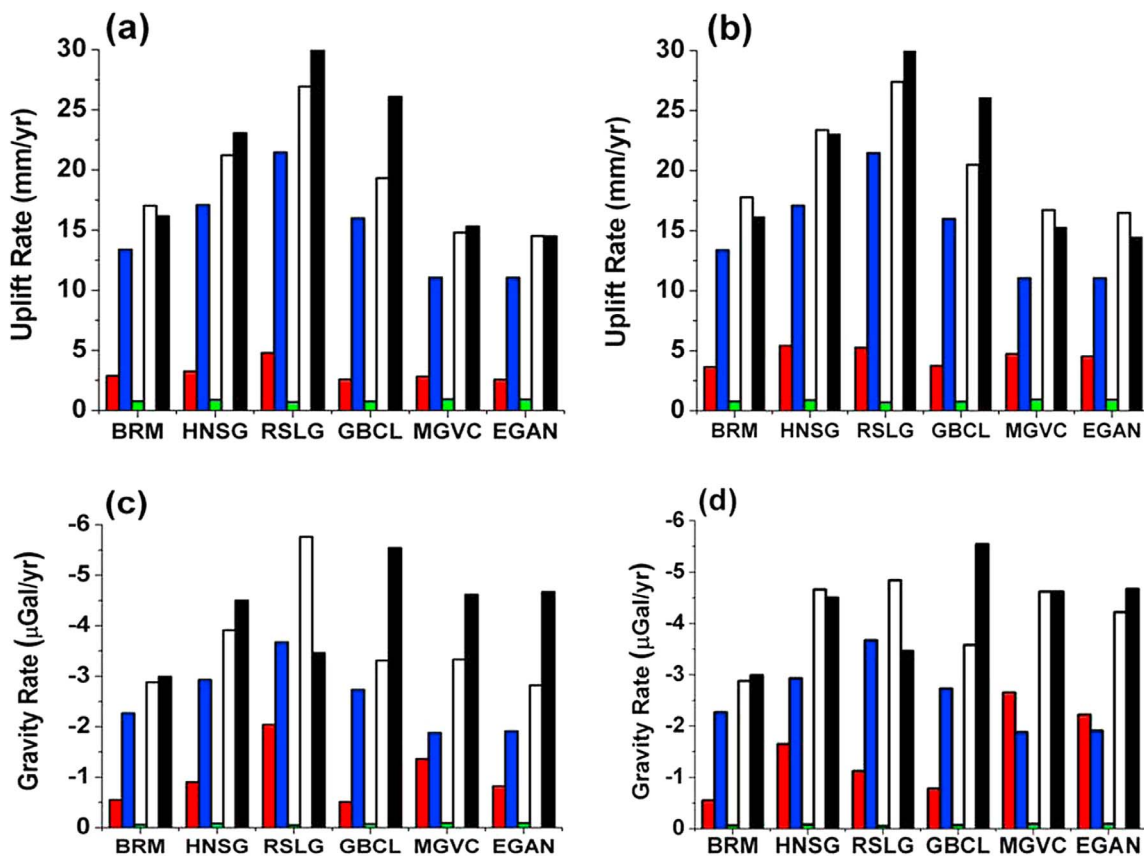 (a)
Uplift Rate (mm/yr)
30
25
20
15
10
5
0
BRM HNSG RSLG GBCL MGVC EGAN
(b)
Uplift Rate (mm/yr)
30
25
20
15
10
5
0
BRM HNSG RSLG GBCL MGVC EGAN
(c)
Gravity Rate (μGal/yr)
-6
-5
-4
-3
-2
-1
0
BRM HNSG RSLG GBCL MGVC EGAN
(d)
Gravity Rate (μGal/yr)
-6
-5
-4
-3
-2
-1
0
BRM HNSG RSLG GBCL MGVC EGAN